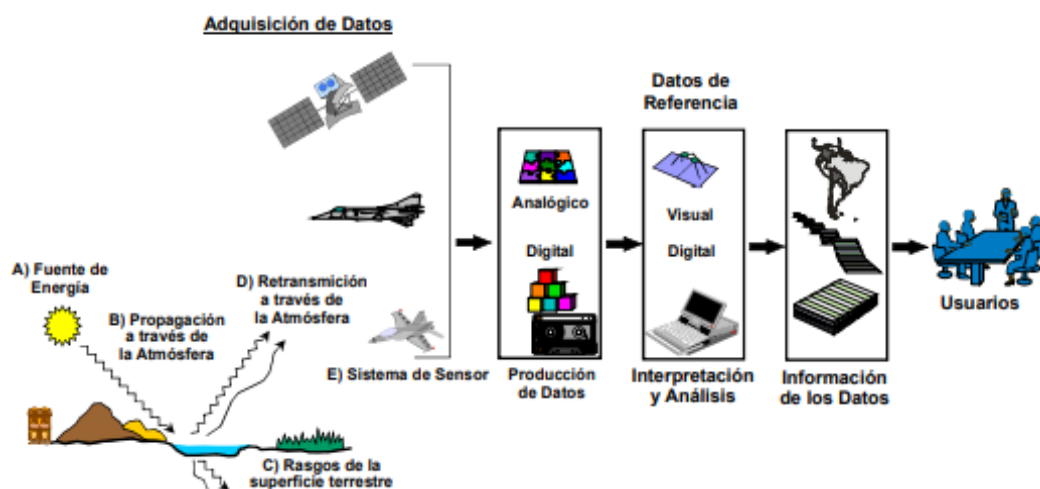 Adquisición de Datos
Datos de
Referencia
Analógico
Digital
Visual
Digital
A) Fuente de
Energía
B) Propagación
a través de
la Atmósfera
D) Retransmición
a través de
la Atmósfera
E) Sistema de Sensor
Producción
de Datos
Interpretación
y Análisis
Información
de los Datos
Usuarios
C) Rasgos de la
superficie terrestre